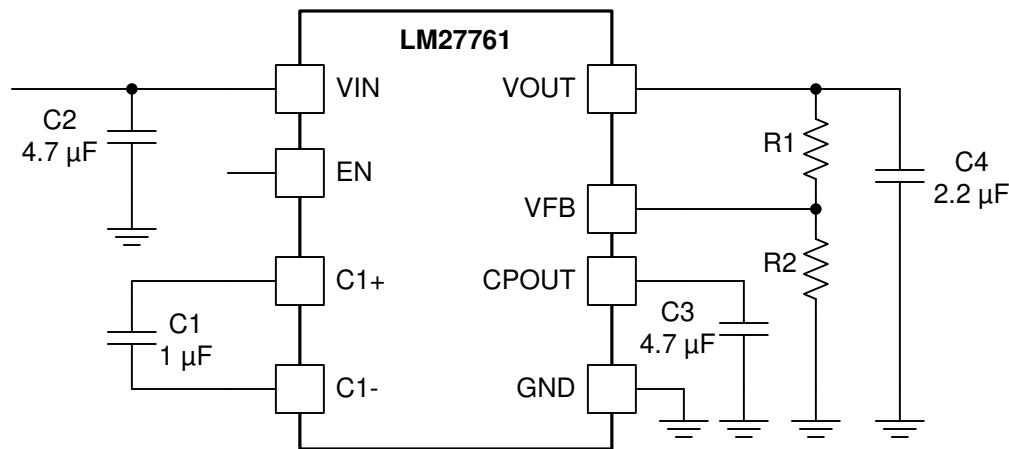 LM27761
VIN
VOUT
C2
4.7 µF
R1
EN
C4
2.2 µF
VFB
R2
C1+
CPOUT
C1
1 µF
C3
4.7 µF
C1-
GND